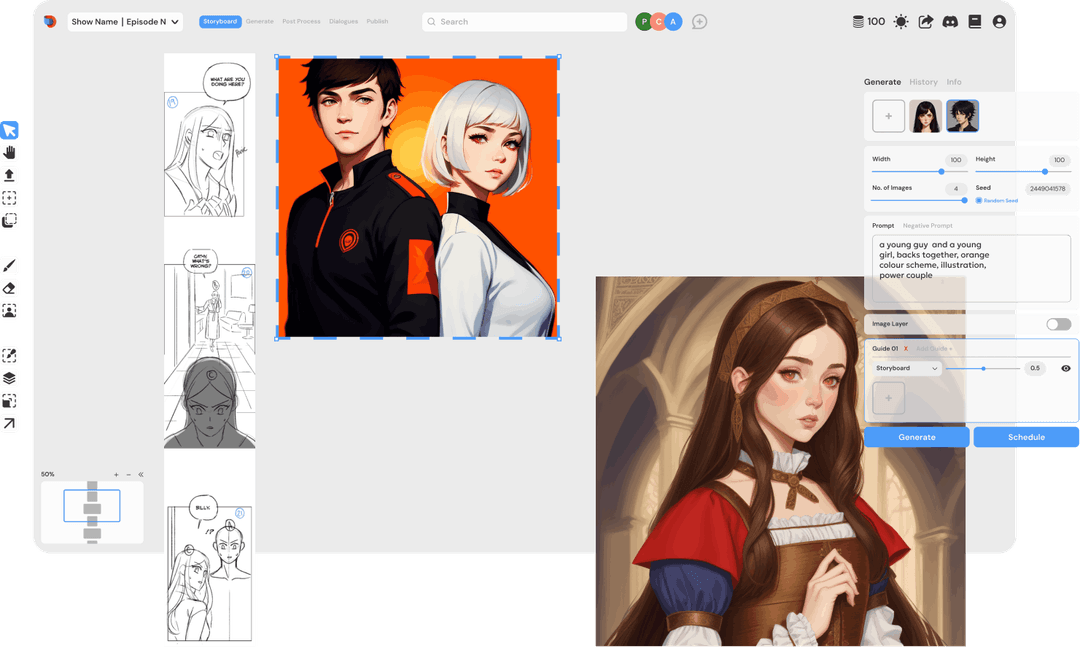 Show Name | Episode N
Storyboard
Generate
Post Process
Dialogues
Publish
Search
P
C
A
100
WHAT ARE YOU
DOING HERE?
19
CATHY,
WHAT'S
WRONG?
BILLY.
!?
50%
Generate
History
Info
Width
100
Height
100
No. of Images
4
Seed
2449041578
Random Seed
Prompt
Negative Prompt
a young guy and a young
girl, backs together, orange
colour scheme, illustration,
power couple
Image Layer
Guide 01
X
Add Guide +
Storyboard
0.5
Generate
Schedule